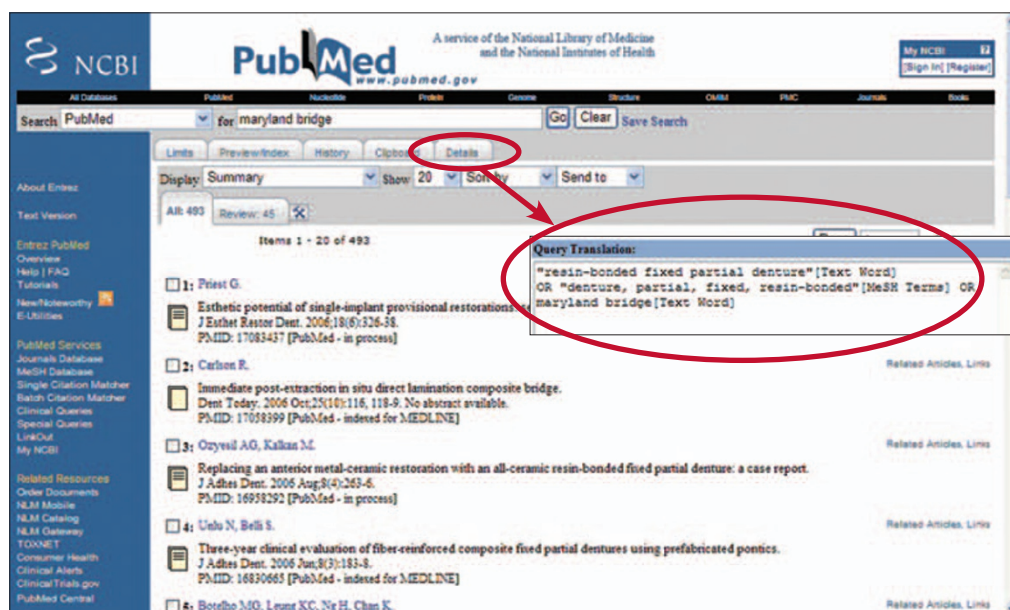 NCBI
PubMed
www.pubmed.gov
A service of the National Library of Medicine
and the National Institutes of Health
My NCBI
[Sign In] [Register]
All Databases PubMed Nucleotide Protein Genome Structure OMIM PMC Journals Books
Search PubMed for maryland bridge Go Clear Save Search
Limits Preview/Index History Clipboard Details
Display Summary Show 20 Sort by Send to
All: 493 Review: 45
Items 1 - 20 of 493
Query Translation:
"resin-bonded fixed partial denture"[Text Word]
OR "denture, partial, fixed, resin-bonded"[MeSH Terms] OR
maryland bridge[Text Word]
About Entrez
Text Version
Entrez PubMed
Overview
Help | FAQ
Tutorials
New/Noteworthy
E-Utilities
PubMed Services
Journals Database
MeSH Database
Single Citation Matcher
Batch Citation Matcher
Clinical Queries
Special Queries
LinkOut
My NCBI
Related Resources
Order Documents
NLM Mobile
NLM Catalog
NLM Gateway
TOXNET
Consumer Health
Clinical Alerts
ClinicalTrials.gov
PubMed Central
1: Priest G.
Esthetic potential of single-implant provisional restorations:
J Esthet Restor Dent. 2006;18(6):326-38.
PMID: 17083437 [PubMed - in process]
2: Carlson R. Related Articles, Links
Immediate post-extraction in situ direct lamination composite bridge.
Dent Today. 2006 Oct;25(10):116, 118-9. No abstract available.
PMID: 17058399 [PubMed - indexed for MEDLINE]
3: Ozyesil AG, Kalkan M. Related Articles, Links
Replacing an anterior metal-ceramic restoration with an all-ceramic resin-bonded fixed partial denture: a case report.
J Adhes Dent. 2006 Aug;8(4):263-6.
PMID: 16958292 [PubMed - in process]
4: Unlu N, Belli S. Related Articles, Links
Three-year clinical evaluation of fiber-reinforced composite fixed partial dentures using prefabricated pontics.
J Adhes Dent. 2006 Jun;8(3):183-8.
PMID: 16830665 [PubMed - indexed for MEDLINE]
5: Botelho MG, Leung KC, Ng H, Chan K. Related Articles, Links